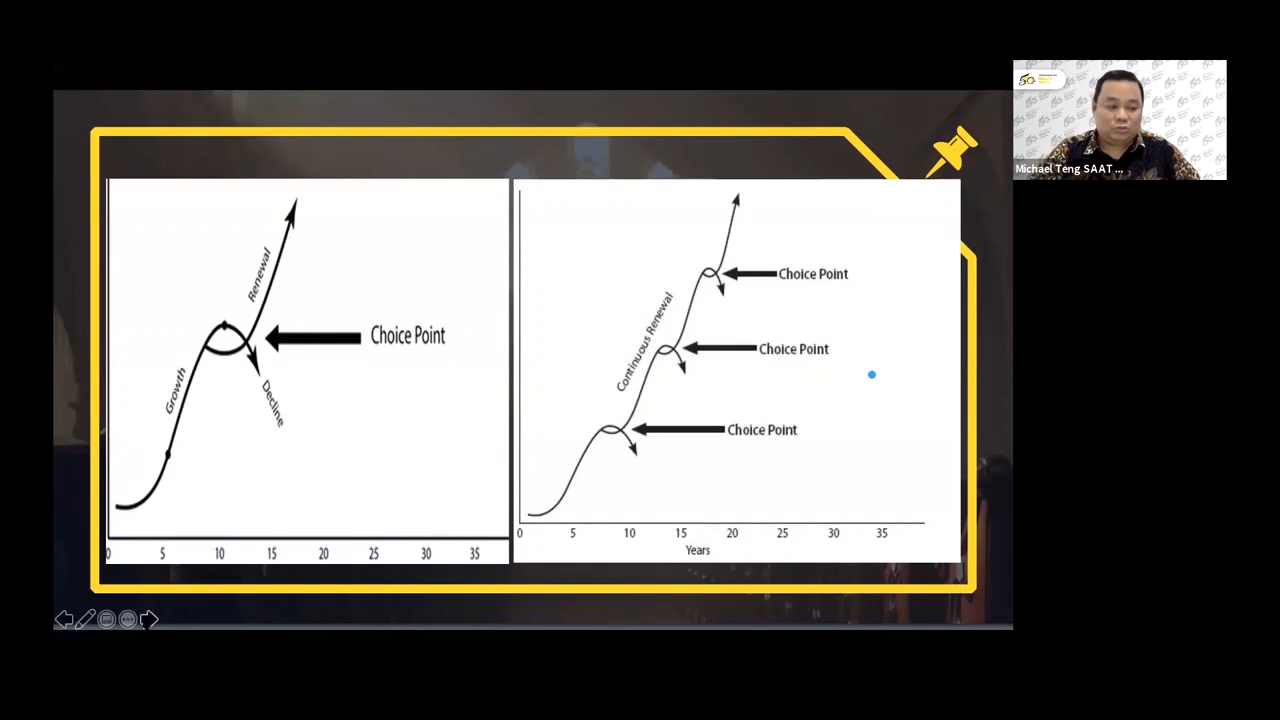 Renewal
Growth
Decline
Choice Point
0 5 10 15 20 25 30 35
Continuous Renewal
Choice Point
Choice Point
Choice Point
0 5 10 15 20 25 30 35
Years
50
Michael Teng SAAT ...